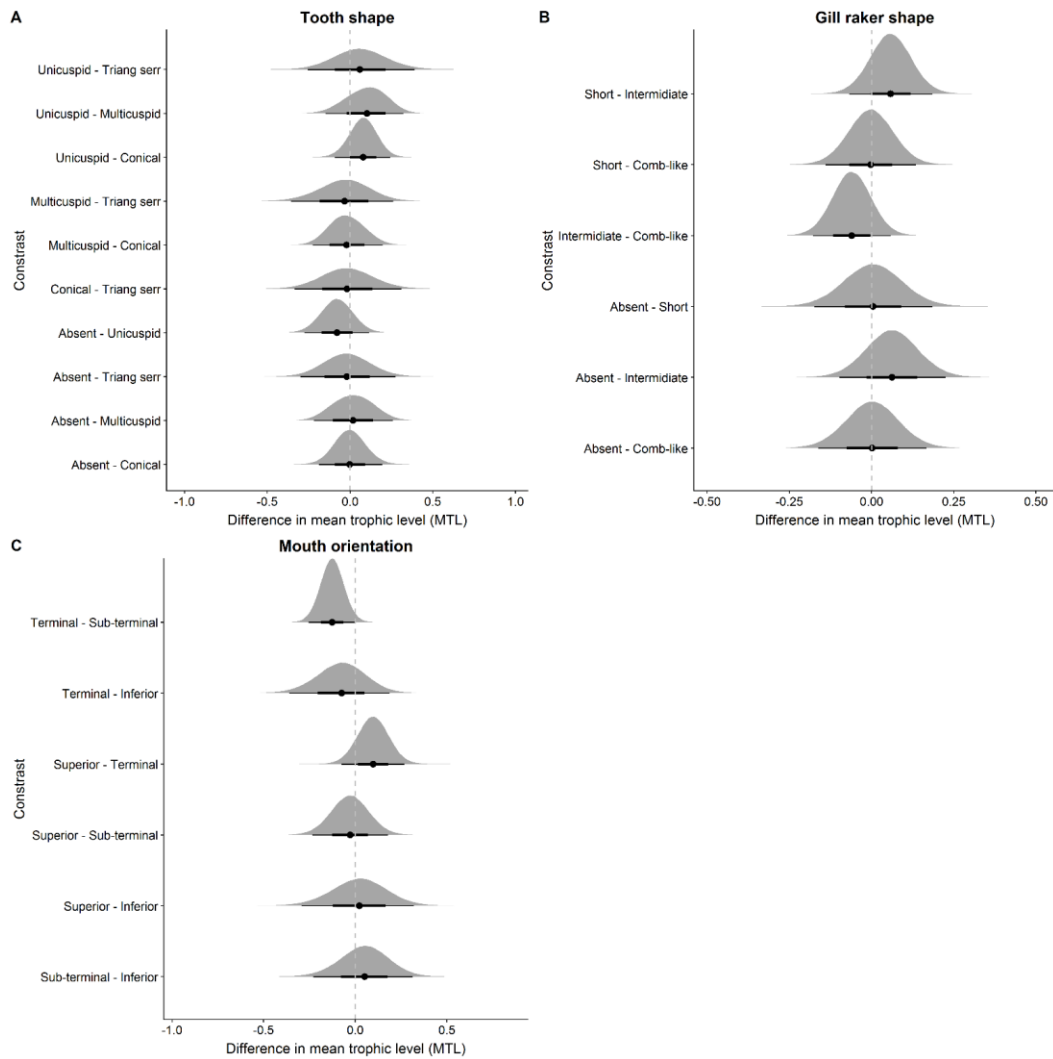 A
Tooth shape
Unicuspid - Triang serr
Unicuspid - Multicuspid
Unicuspid - Conical
Multicuspid - Triang serr
Multicuspid - Conical
Conical - Triang serr
Absent - Unicuspid
Absent - Triang serr
Absent - Multicuspid
Absent - Conical
Constrast
-1.0 -0.5 0.0 0.5 1.0
Difference in mean trophic level (MTL)
B
Gill raker shape
Short - Intermidiate
Short - Comb-like
Intermidiate - Comb-like
Absent - Short
Absent - Intermidiate
Absent - Comb-like
Constrast
-0.50 -0.25 0.00 0.25 0.50
Difference in mean trophic level (MTL)
C
Mouth orientation
Terminal - Sub-terminal
Terminal - Inferior
Superior - Terminal
Superior - Sub-terminal
Superior - Inferior
Sub-terminal - Inferior
Constrast
-1.0 -0.5 0.0 0.5
Difference in mean trophic level (MTL)